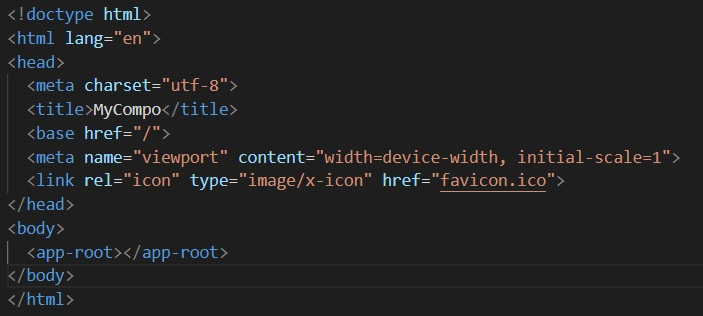 <!doctype html>
<html lang="en">
<head>
  <meta charset="utf-8">
  <title>MyCompo</title>
  <base href="/">
  <meta name="viewport" content="width=device-width, initial-scale=1">
  <link rel="icon" type="image/x-icon" href="favicon.ico">
</head>
<body>
  <app-root></app-root>
</body>
</html>